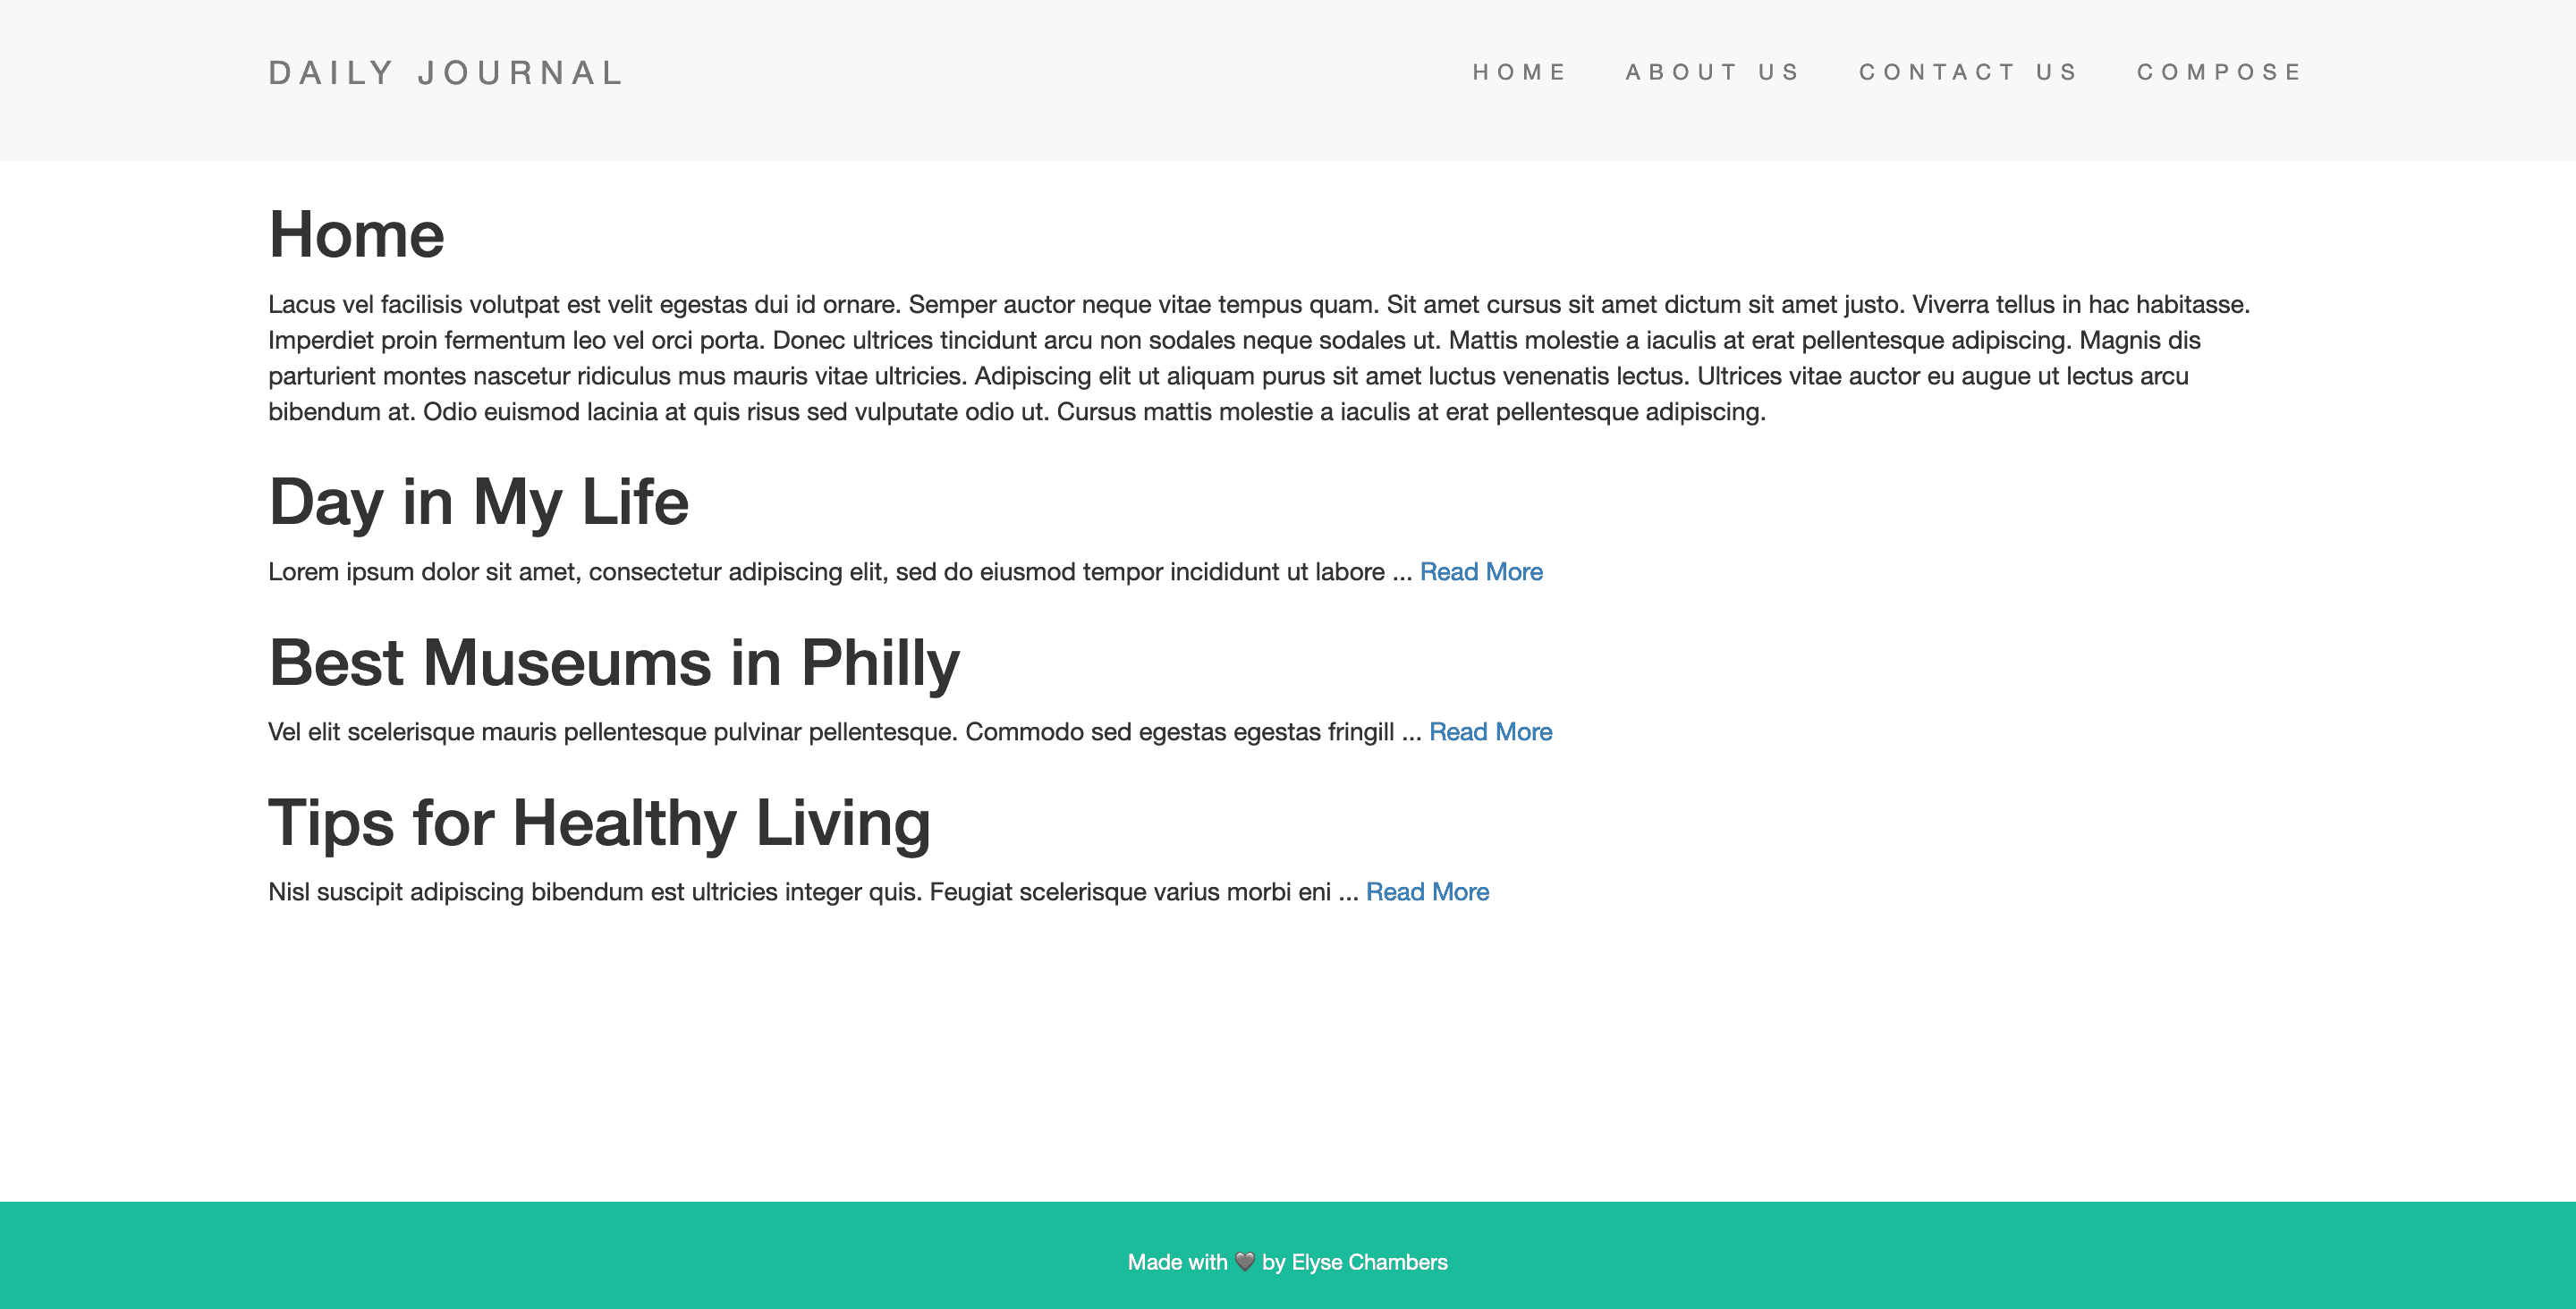 DAILY JOURNAL
HOME ABOUT US CONTACT US COMPOSE
Home
Lacus vel facilisis volutpat est velit egestas dui id ornare. Semper auctor neque vitae tempus quam. Sit amet cursus sit amet dictum sit amet justo. Viverra tellus in hac habitasse.
Imperdiet proin fermentum leo vel orci porta. Donec ultrices tincidunt arcu non sodales neque sodales ut. Mattis molestie a iaculis at erat pellentesque adipiscing. Magnis dis
parturient montes nascetur ridiculus mus mauris vitae ultricies. Adipiscing elit ut aliquam purus sit amet luctus venenatis lectus. Ultrices vitae auctor eu augue ut lectus arcu
bibendum at. Odio euismod lacinia at quis risus sed vulputate odio ut. Cursus mattis molestie a iaculis at erat pellentesque adipiscing.
Day in My Life
Lorem ipsum dolor sit amet, consectetur adipiscing elit, sed do eiusmod tempor incididunt ut labore ... Read More
Best Museums in Philly
Vel elit scelerisque mauris pellentesque pulvinar pellentesque. Commodo sed egestas egestas fringill ... Read More
Tips for Healthy Living
Nisl suscipit adipiscing bibendum est ultricies integer quis. Feugiat scelerisque varius morbi eni ... Read More
Made with 🖤 by Elyse Chambers